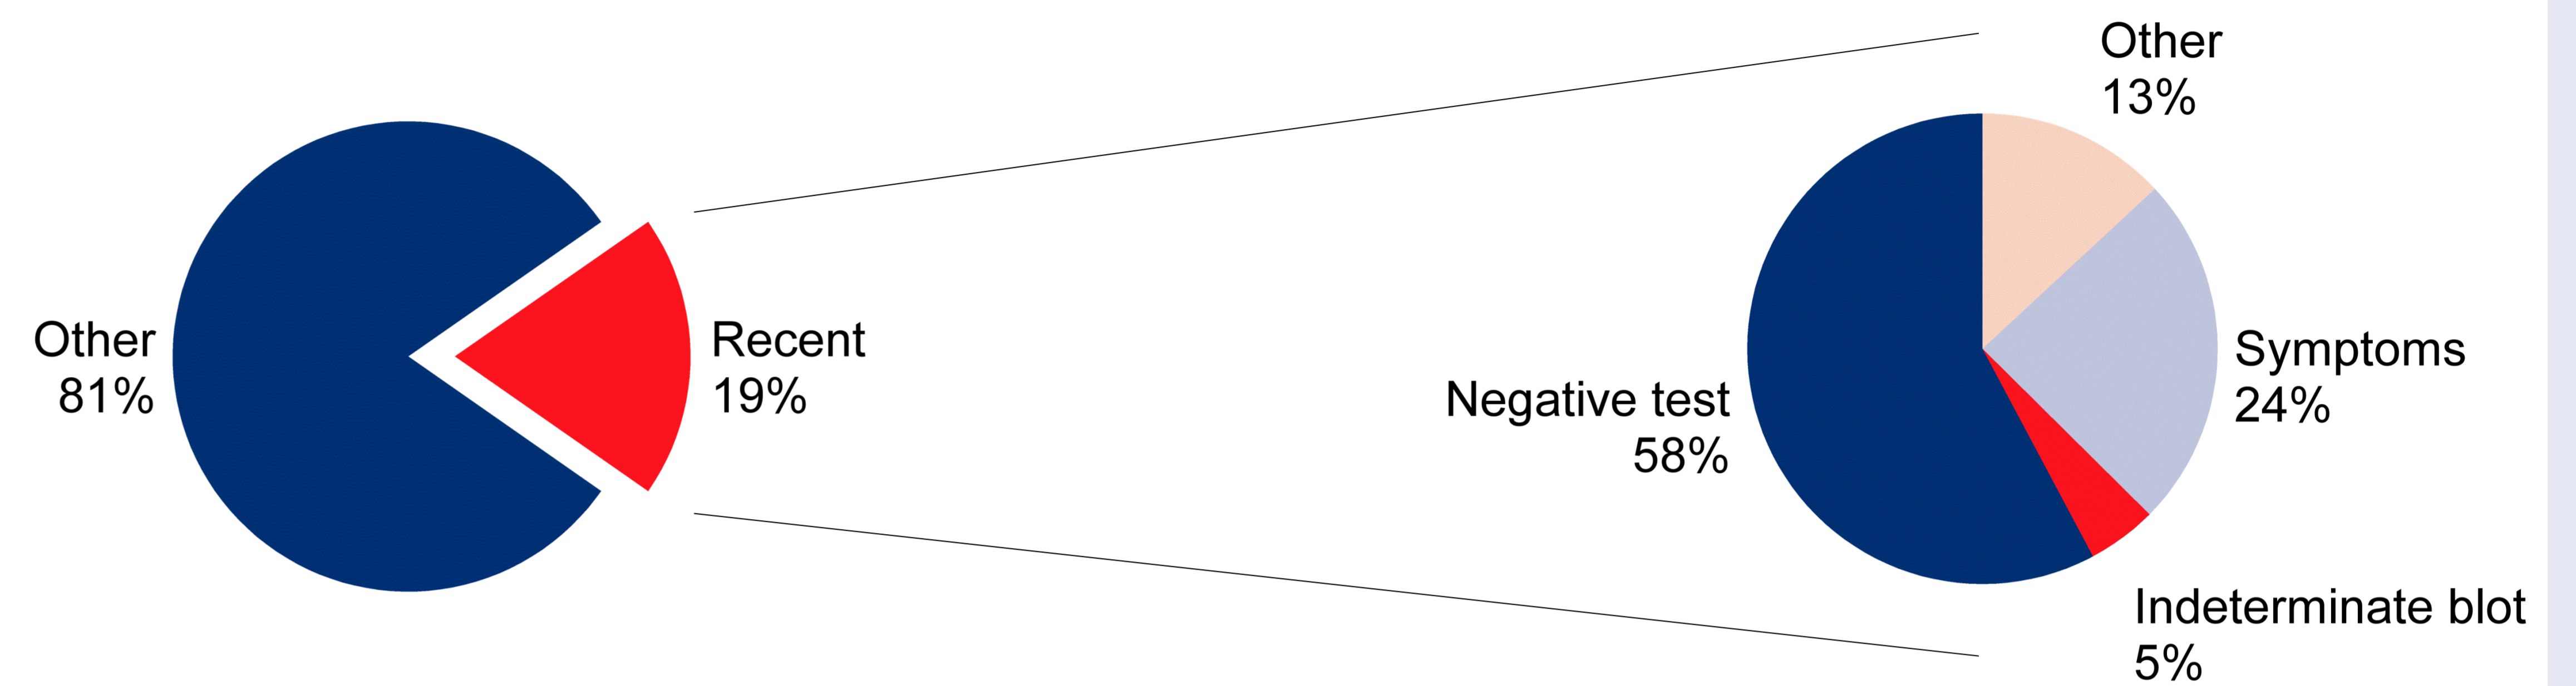 Other
81%
Recent
19%
Negative test
58%
Other
13%
Symptoms
24%
Indeterminate blot
5%